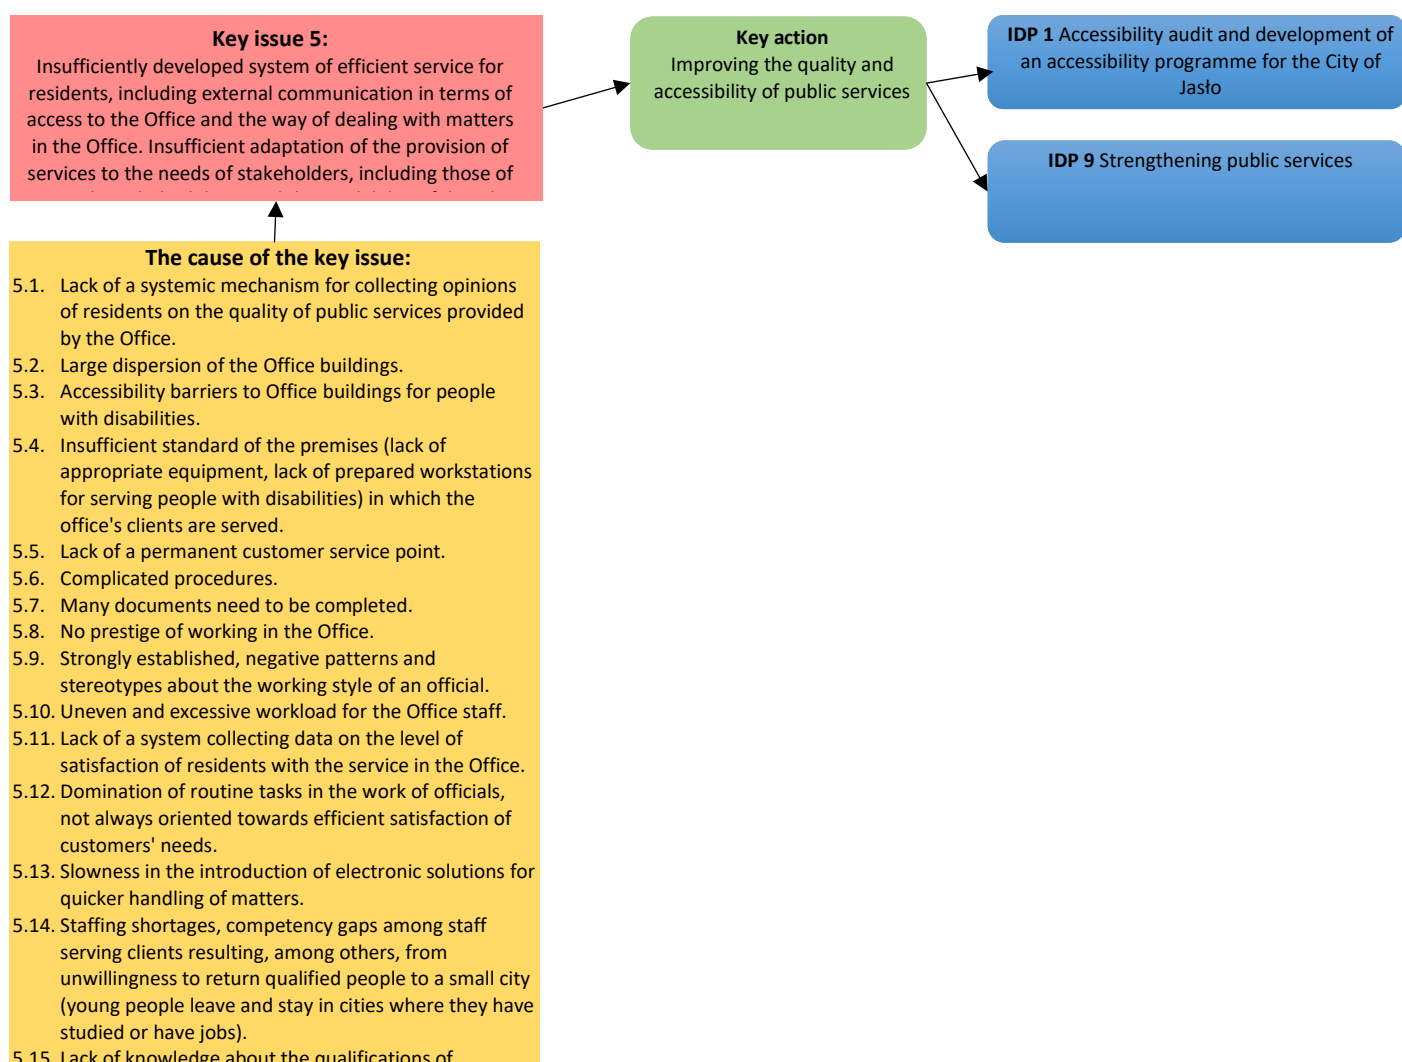 Key issue 5:
Insufficiently developed system of efficient service for
residents, including external communication in terms of
access to the Office and the way of dealing with matters
in the Office. Insufficient adaptation of the provision of
services to the needs of stakeholders, including those of
Key action
Improving the quality and
accessibility of public services
IDP 1 Accessibility audit and development of
an accessibility programme for the City of
Jasło
IDP 9 Strengthening public services
The cause of the key issue:
5.1. Lack of a systemic mechanism for collecting opinions
of residents on the quality of public services provided
by the Office.
5.2. Large dispersion of the Office buildings.
5.3. Accessibility barriers to Office buildings for people
with disabilities.
5.4. Insufficient standard of the premises (lack of
appropriate equipment, lack of prepared workstations
for serving people with disabilities) in which the
office's clients are served.
5.5. Lack of a permanent customer service point.
5.6. Complicated procedures.
5.7. Many documents need to be completed.
5.8. No prestige of working in the Office.
5.9. Strongly established, negative patterns and
stereotypes about the working style of an official.
5.10. Uneven and excessive workload for the Office staff.
5.11. Lack of a system collecting data on the level of
satisfaction of residents with the service in the Office.
5.12. Domination of routine tasks in the work of officials,
not always oriented towards efficient satisfaction of
customers' needs.
5.13. Slowness in the introduction of electronic solutions for
quicker handling of matters.
5.14. Staffing shortages, competency gaps among staff
serving clients resulting, among others, from
unwillingness to return qualified people to a small city
(young people leave and stay in cities where they have
studied or have jobs).
5.15. Lack of knowledge about the qualifications of